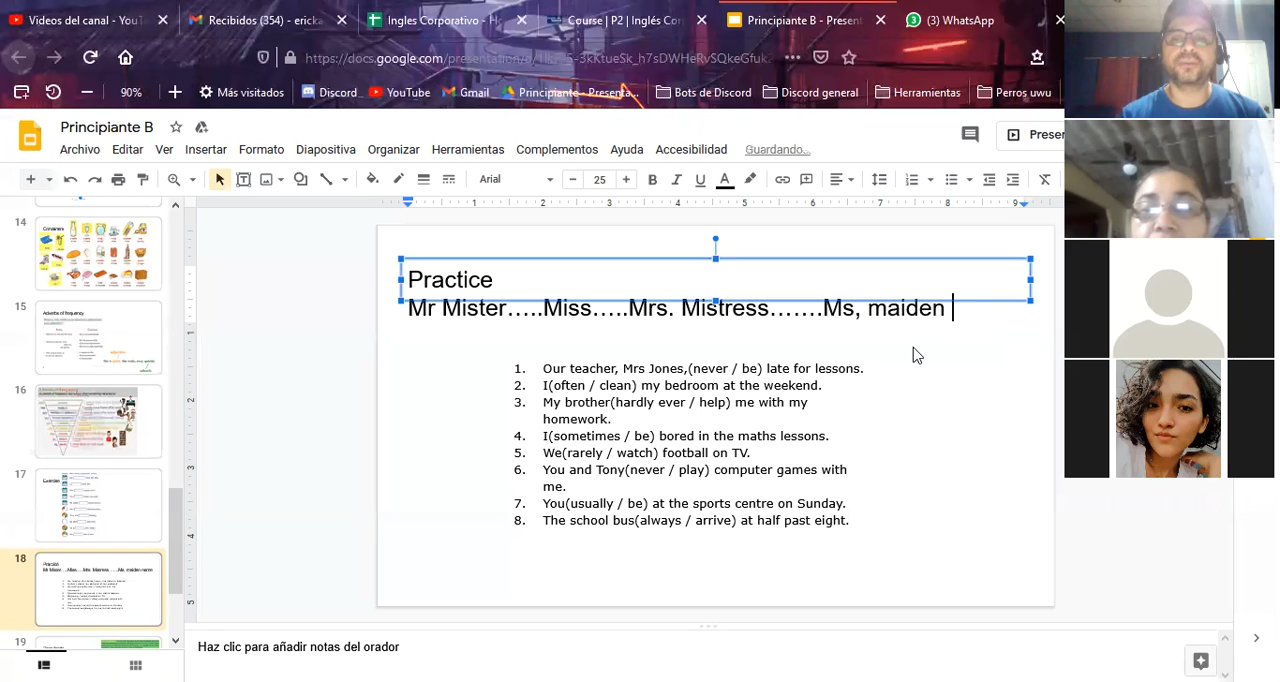 Videos del canal - YouT
Recibidos (354) - ericka
Ingles Corporativo - Ho
Course | P2 | Inglés Cor
Principiante B - Present
(3) WhatsApp
https://docs.google.com/presentation/d/
90%
Más visitados
Discord
YouTube
Gmail
Principiante - Presenta...
Bots de Discord
Discord general
Herramientas
Perros uwu
Principiante B
Presen
Archivo Editar Ver Insertar Formato Diapositiva Organizar Herramientas Complementos Ayuda Accesibilidad Guardando...
Arial
25
14
15
16
17
18
19
Practice
Mr Mister…..Miss…..Mrs. Mistress…….Ms, maiden
1. Our teacher, Mrs Jones,(never / be) late for lessons.
2. I(often / clean) my bedroom at the weekend.
3. My brother(hardly ever / help) me with my
homework.
4. I(sometimes / be) bored in the maths lessons.
5. We(rarely / watch) football on TV.
6. You and Tony(never / play) computer games with
me.
7. You(usually / be) at the sports centre on Sunday.
8. The school bus(always / arrive) at half past eight.
Haz clic para añadir notas del orador